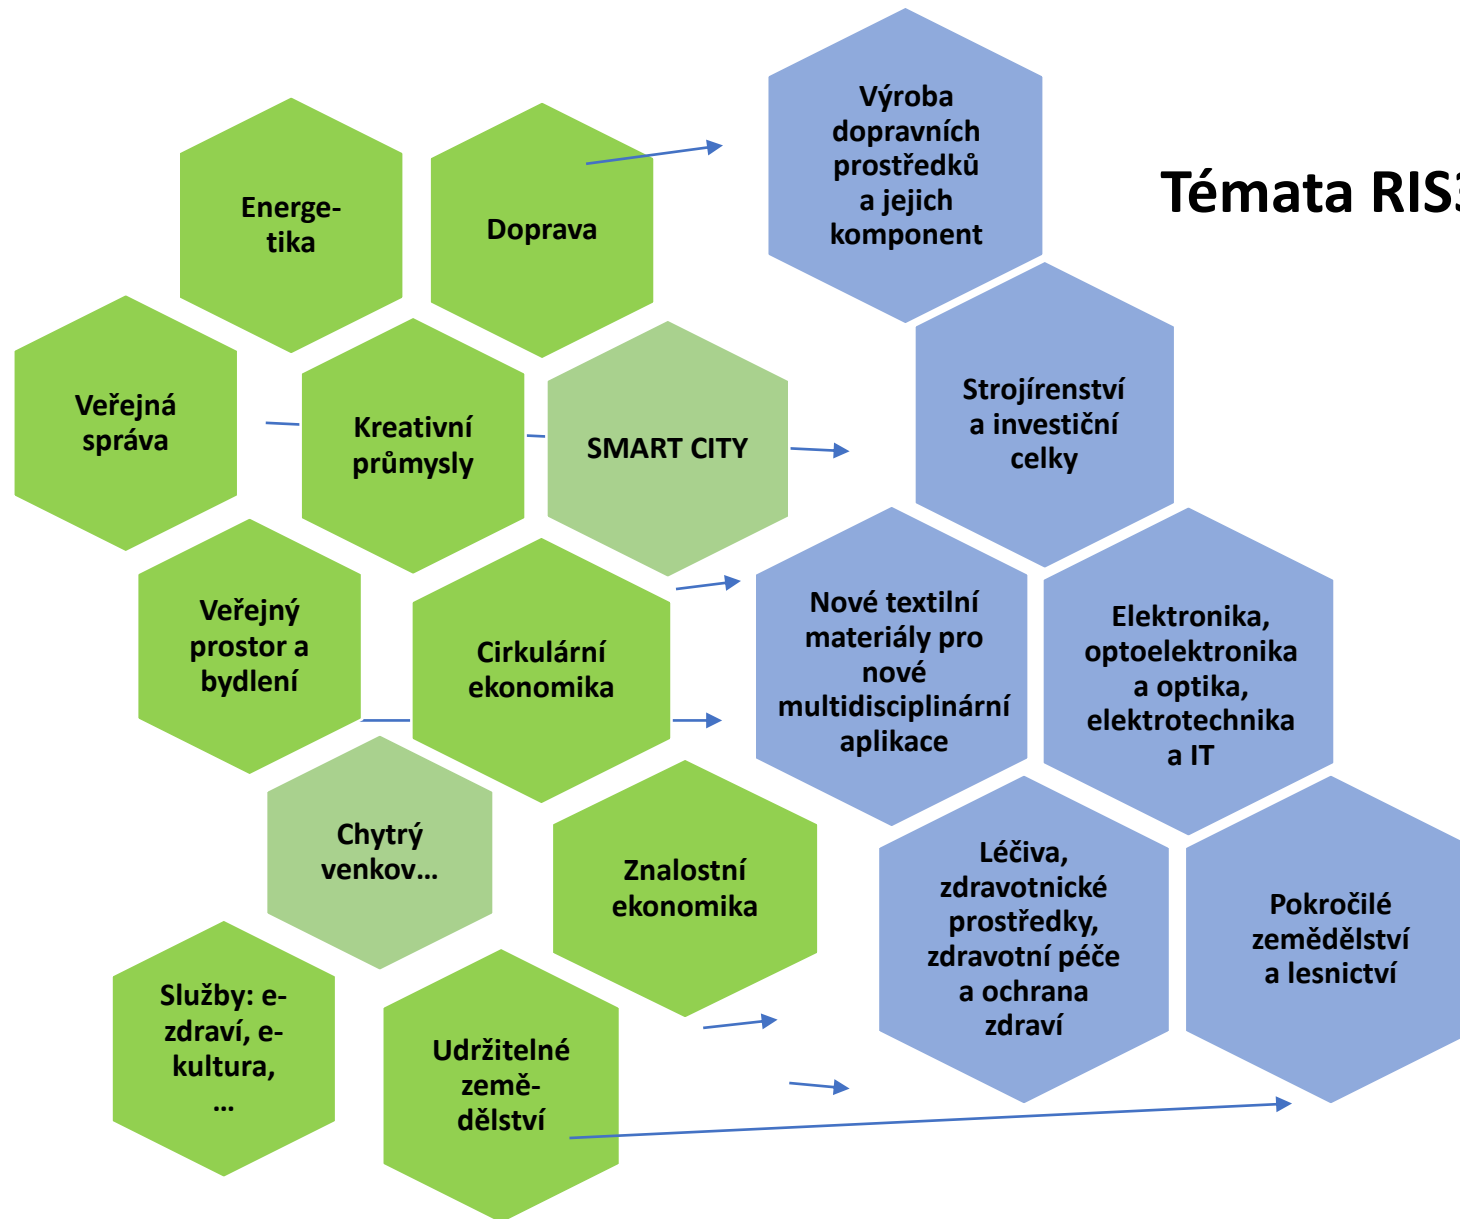 Výroba
dopravních
prostředků
a jejich
komponent
Témata RIS3
Energe-
tika
Doprava
Veřejná
správa
Kreativní
průmysly
SMART CITY
Strojírenství
a investiční
celky
Veřejný
prostor a
bydlení
Cirkulární
ekonomika
Nové textilní
materiály pro
nové
multidisciplinární
aplikace
Elektronika,
optoelektronika
a optika,
elektrotechnika
a IT
Chytrý
venkov…
Znalostní
ekonomika
Léčiva,
zdravotnické
prostředky,
zdravotní péče
a ochrana
zdraví
Pokročilé
zemědělství
a lesnictví
Služby: e-
zdraví, e-
kultura,
…
Udržitelné
země-
dělství